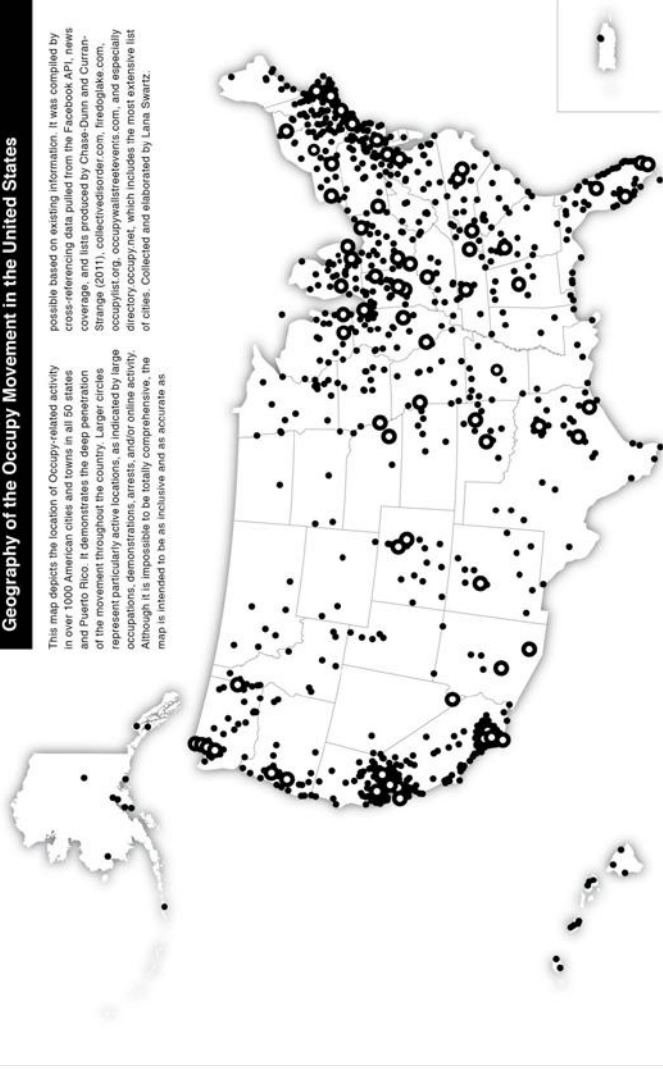 Geography of the Occupy Movement in the United States
This map depicts the location of Occupy-related activity
in over 1000 American cities and towns in all 50 states
and Puerto Rico. It demonstrates the deep penetration
of the movement throughout the country. Larger circles
represent particularly active locations, as indicated by large
occupations, demonstrations, arrests, and/or online activity.
Although it is impossible to be totally comprehensive, the
map is intended to be as inclusive and as accurate as
possible based on existing information. It was compiled by
cross-referencing data pulled from the Facebook API, news
coverage, and lists produced by Chase-Dunn and Curran-
Strange (2011), collectivedisorder.com, firedoglake.com,
occupylist.org, occupywallstreetevents.com, and especially
directory.occupy.net, which includes the most extensive list
of cities. Collected and elaborated by Lana Swartz.